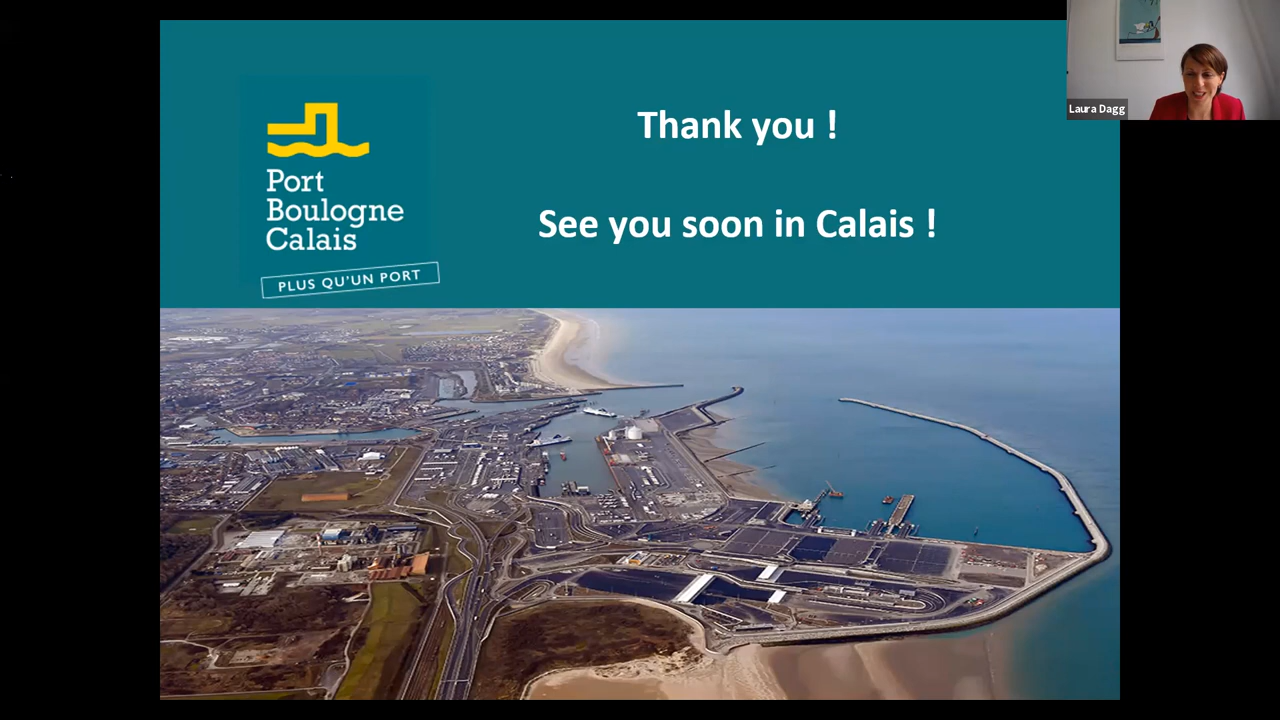 Laura Dagg
Thank you !
See you soon in Calais !
Port
Boulogne
Calais
PLUS QU'UN PORT